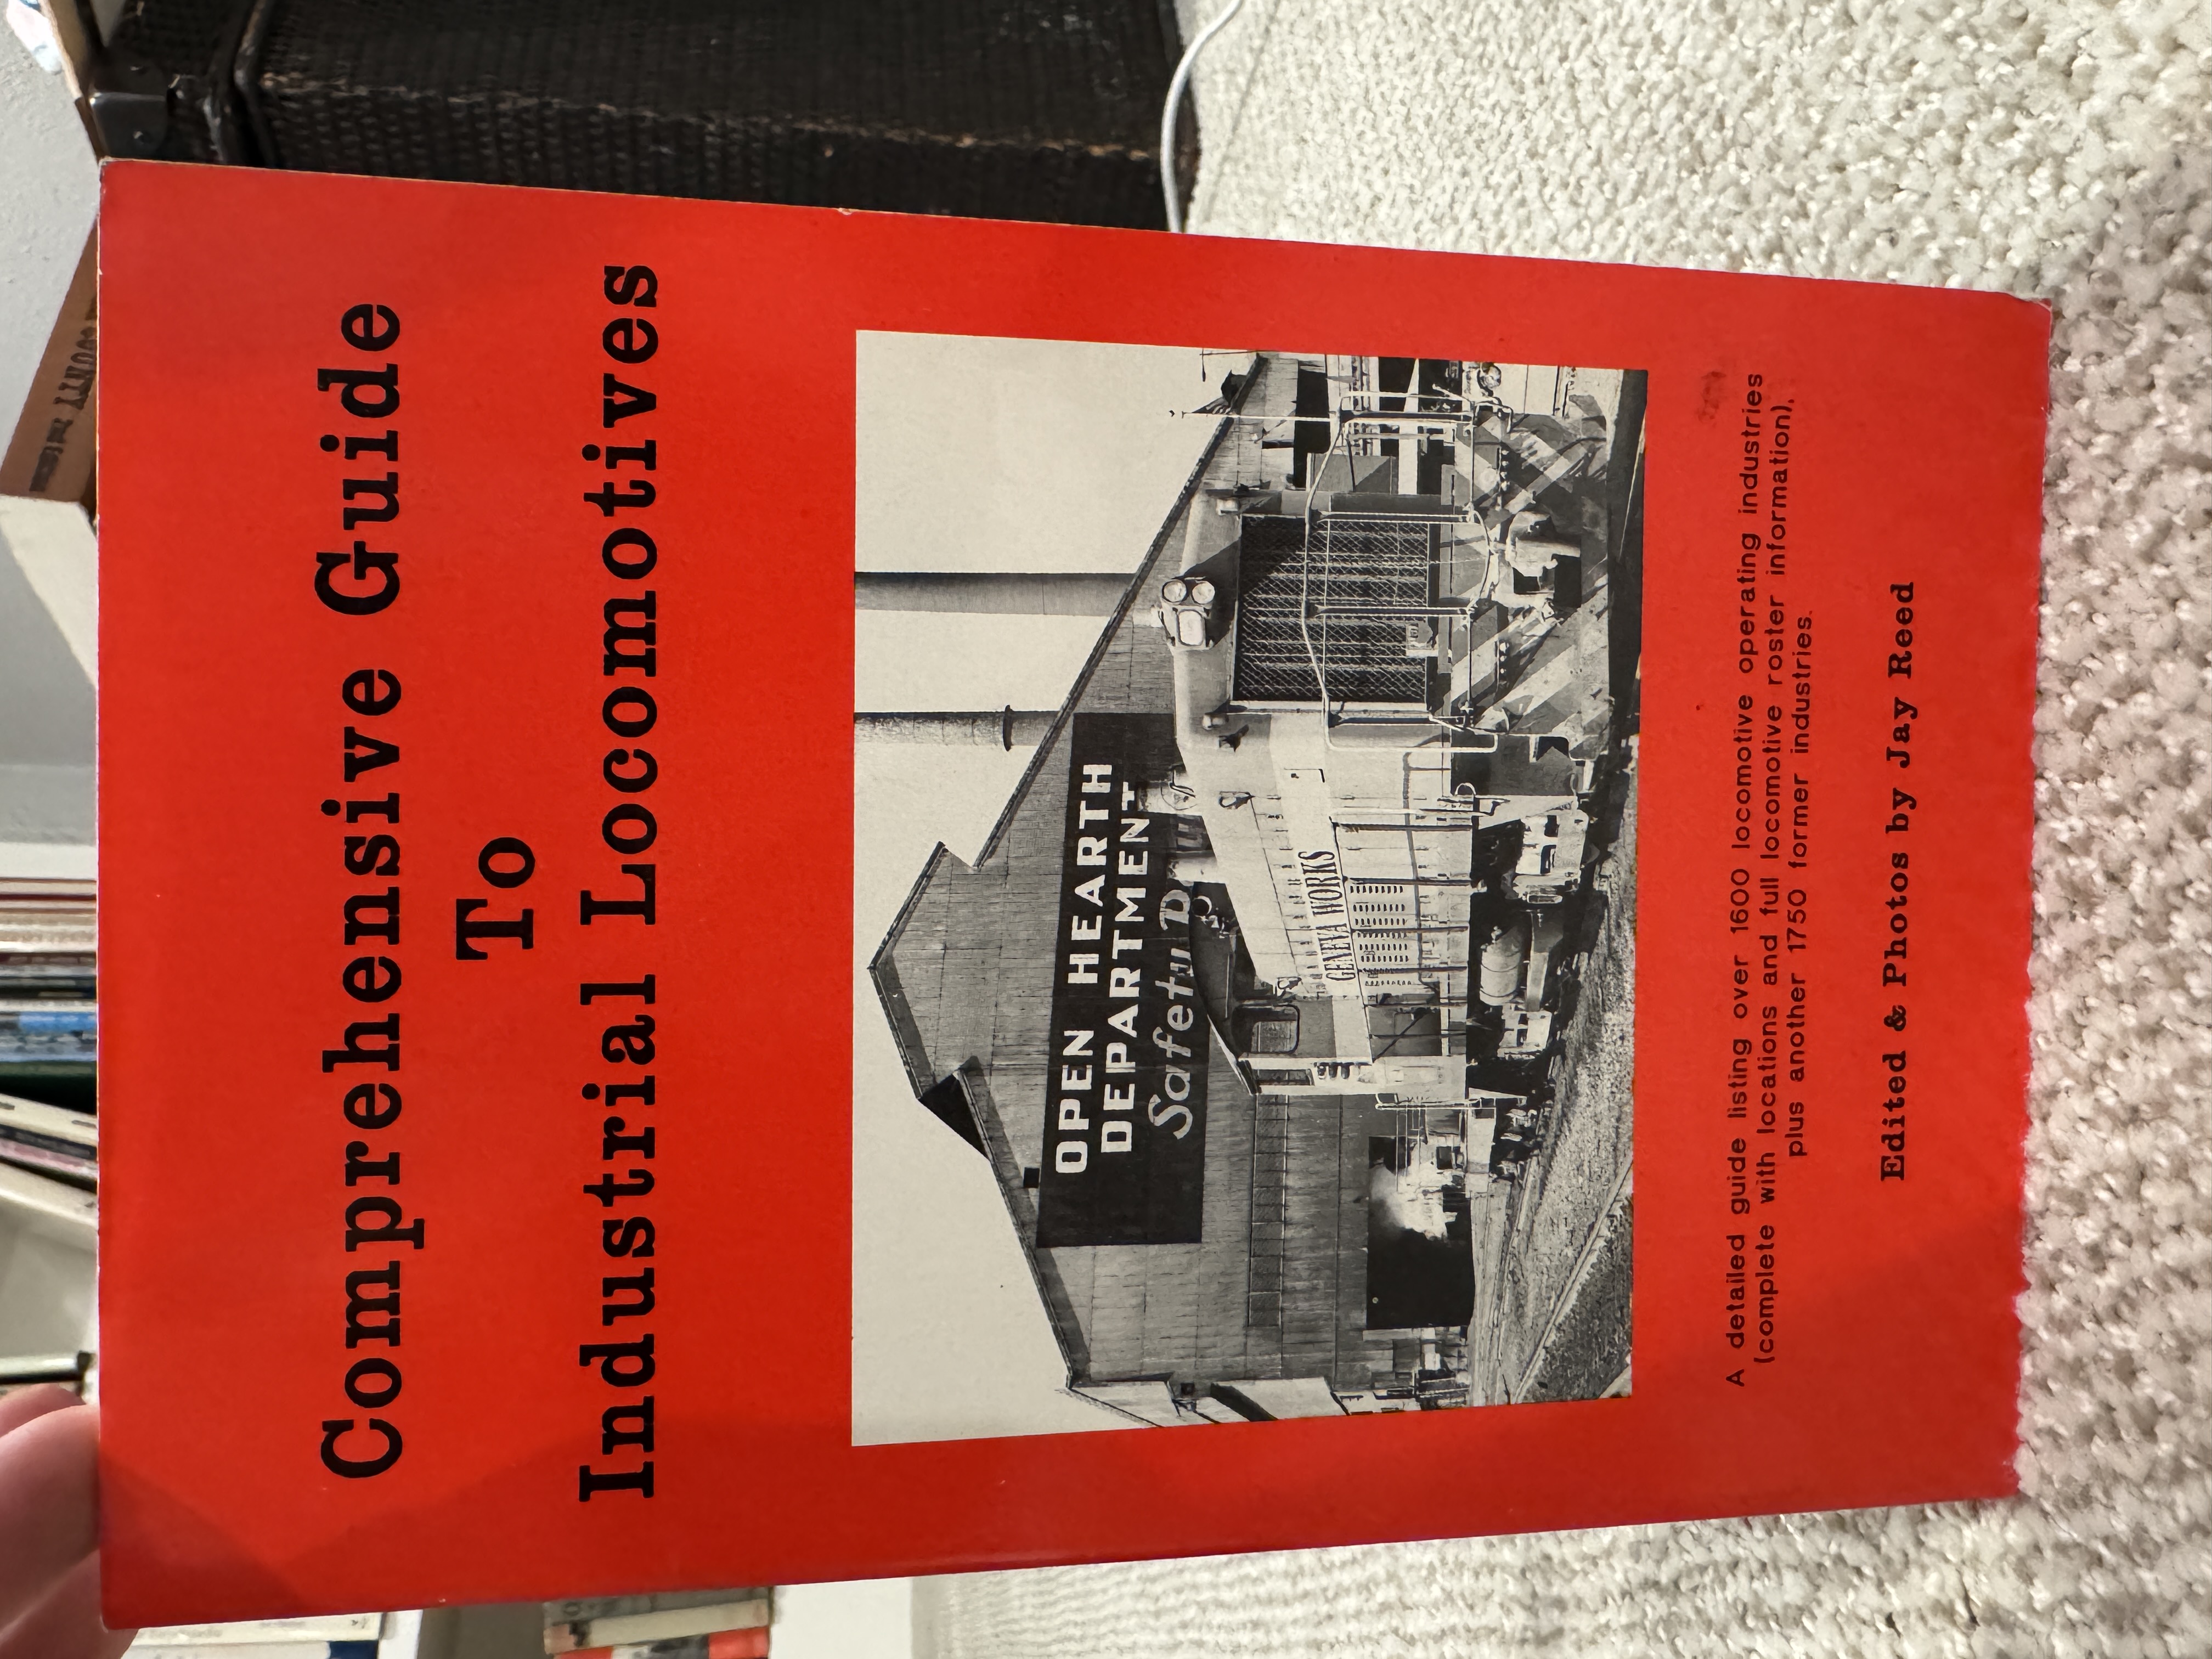 Comprehensive Guide
To
Industrial Locomotives
OPEN HEARTH
DEPARTMENT
GENEVA WORKS
A detailed guide listing over 1600 locomotive operating industries
(complete with locations and full locomotive roster information),
plus another 1750 former industries.
Edited & Photos by Jay Reed